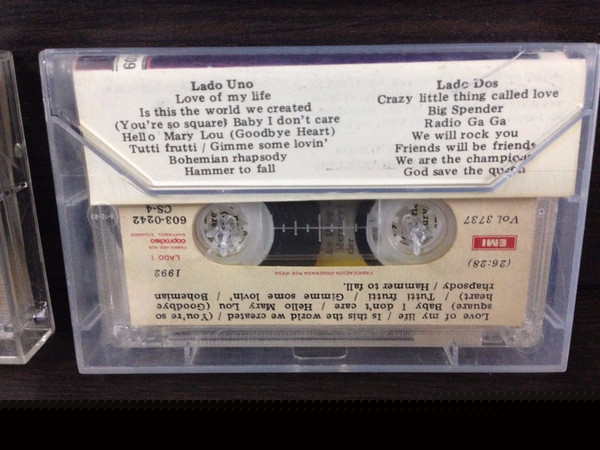 Lado Uno
Love of my life
Is this the world we created
(You're so square) Baby I don't care
Hello Mary Lou (Goodbye Heart)
Tutti frutti / Gimme some lovin'
Bohemian rhapsody
Hammer to fall
Lado Dos
Crazy little thing called love
Big Spender
Radio Ga Ga
We will rock you
Friends will be friends
We are the champions
God save the queen
Love of my life / Is this the world we created / (You're so
square) Baby I don't care / Hello Mary Lou (Goodbye
heart) / Tutti frutti / Gimme some lovin' / Bohemian
rhapsody / Hammer to fall.
(26:28)
FABRICACION ORDENADA POR IFESA
1992
EMI
LADO 1
Vol. 3737
603-0242
CS-4
609